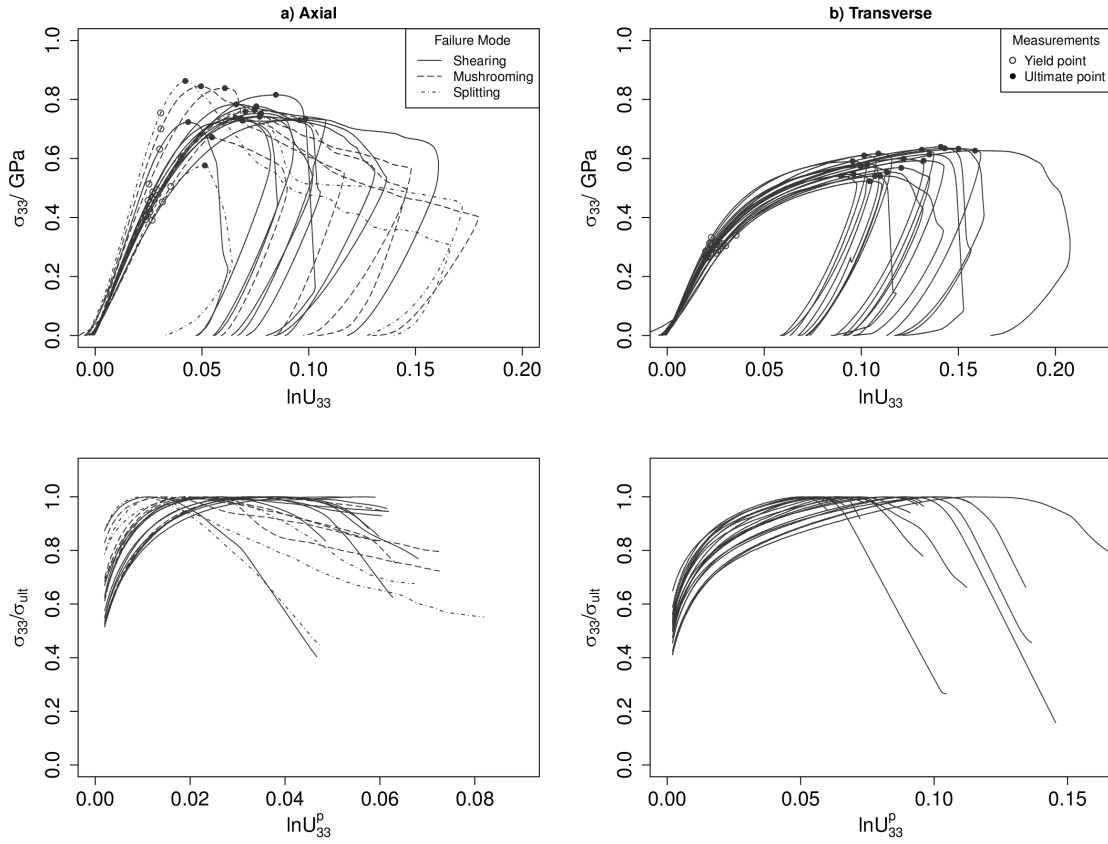 a) Axial
b) Transverse
Failure Mode
Shearing
Mushrooming
Splitting
Measurements
Yield point
Ultimate point
σ33/ GPa
0.0 0.2 0.4 0.6 0.8 1.0
0.00 0.05 0.10 0.15 0.20
lnU33
σ33/ GPa
0.0 0.2 0.4 0.6 0.8 1.0
0.00 0.10 0.15 0.20
lnU33
σ33/σult
0.0 0.2 0.4 0.6 0.8 1.0
0.00 0.02 0.04 0.06 0.08
lnU33^p
σ33/σult
0.0 0.2 0.4 0.6 0.8 1.0
0.00 0.05 0.10 0.15
lnU33^p